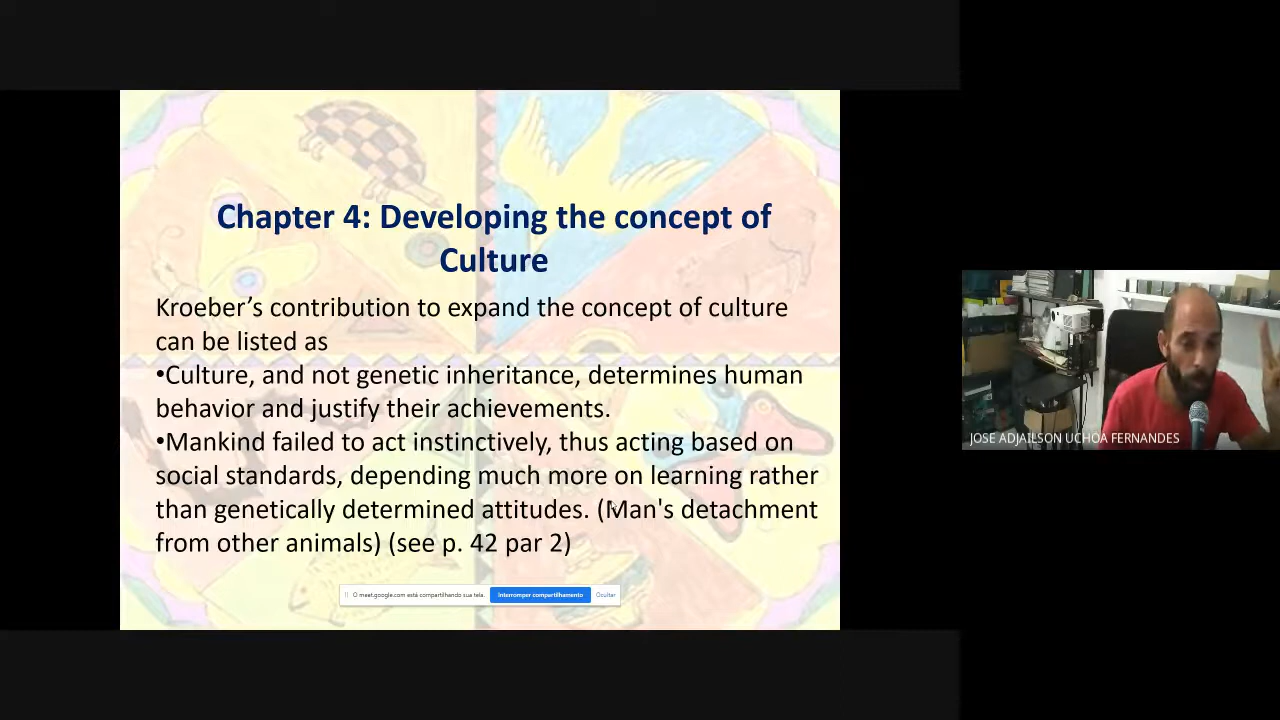 Chapter 4: Developing the concept of
Culture
Kroeber’s contribution to expand the concept of culture
can be listed as
•Culture, and not genetic inheritance, determines human
behavior and justify their achievements.
•Mankind failed to act instinctively, thus acting based on
social standards, depending much more on learning rather
than genetically determined attitudes. (Man's detachment
from other animals) (see p. 42 par 2)
O meet.google.com está compartilhando sua tela. Interromper compartilhamento Ocultar
JOSE ADJAILSON UCHOA FERNANDES